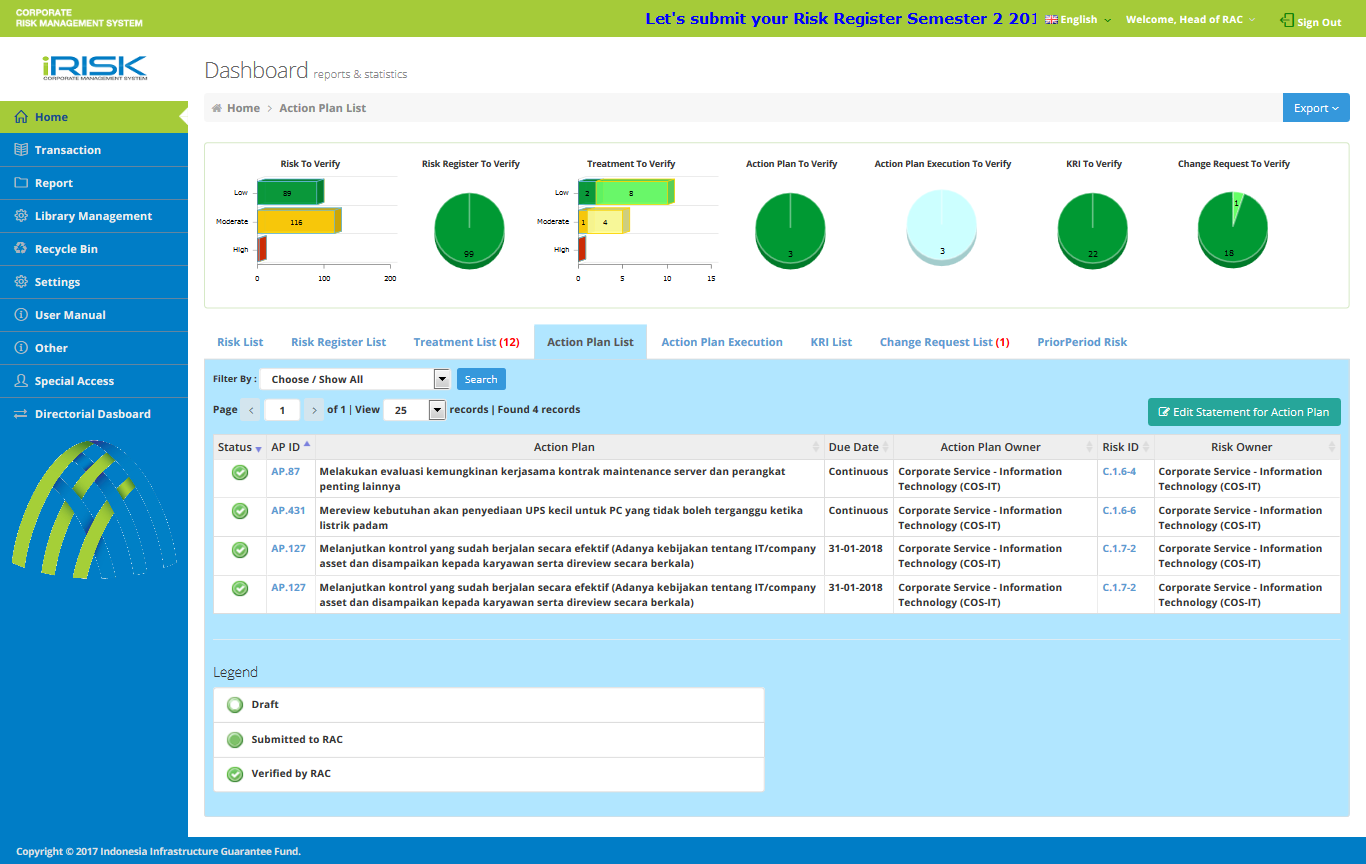 CORPORATE
RISK MANAGEMENT SYSTEM
Let's submit your Risk Register Semester 2 201
English
Welcome, Head of RAC
Sign Out
iRISK
CORPORATE MANAGEMENT SYSTEM
Dashboard reports & statistics
Home > Action Plan List
Export
Home
Transaction
Report
Library Management
Recycle Bin
Settings
User Manual
Other
Special Access
Directorial Dasboard
Risk To Verify
Low
89
Moderate
116
High
0 100 200
Risk Register To Verify
99
Treatment To Verify
Low
2 8
Moderate
1 4
High
0 5 10 15
Action Plan To Verify
3
Action Plan Execution To Verify
3
KRI To Verify
22
Change Request To Verify
1
18
Risk List
Risk Register List
Treatment List (12)
Action Plan List
Action Plan Execution
KRI List
Change Request List (1)
PriorPeriod Risk
Filter By : Choose / Show All Search
Page < 1 > of 1 | View 25 records | Found 4 records
Edit Statement for Action Plan
Status AP ID Action Plan Due Date Action Plan Owner Risk ID Risk Owner
AP.87 Melakukan evaluasi kemungkinan kerjasama kontrak maintenance server dan perangkat Continuous Corporate Service - Information C.1.6-4 Corporate Service - Information
penting lainnya Technology (COS-IT) Technology (COS-IT)
AP.431 Mereview kebutuhan akan penyediaan UPS kecil untuk PC yang tidak boleh terganggu ketika Continuous Corporate Service - Information C.1.6-6 Corporate Service - Information
listrik padam Technology (COS-IT) Technology (COS-IT)
AP.127 Melanjutkan kontrol yang sudah berjalan secara efektif (Adanya kebijakan tentang IT/company 31-01-2018 Corporate Service - Information C.1.7-2 Corporate Service - Information
asset dan disampaikan kepada karyawan serta direview secara berkala) Technology (COS-IT) Technology (COS-IT)
AP.127 Melanjutkan kontrol yang sudah berjalan secara efektif (Adanya kebijakan tentang IT/company 31-01-2018 Corporate Service - Information C.1.7-2 Corporate Service - Information
asset dan disampaikan kepada karyawan serta direview secara berkala) Technology (COS-IT) Technology (COS-IT)
Legend
Draft
Submitted to RAC
Verified by RAC
Copyright © 2017 Indonesia Infrastructure Guarantee Fund.